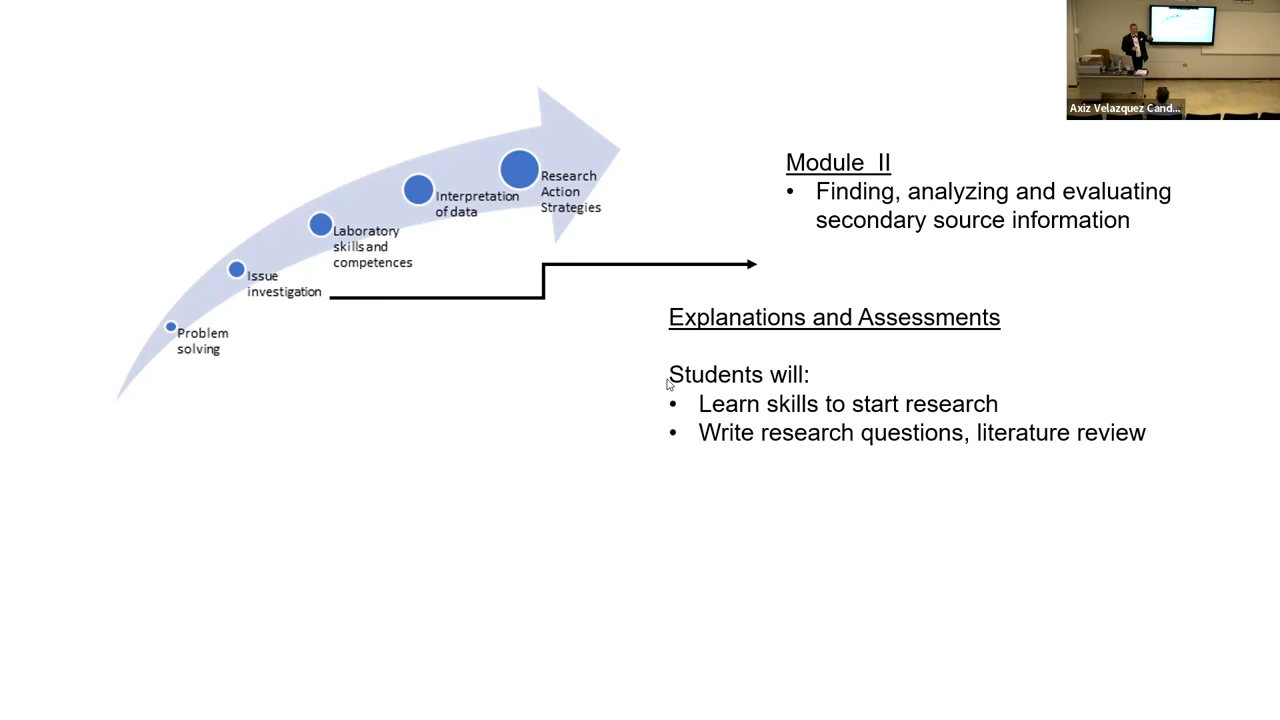 Axiz Velazquez Cand...
Module II
• Finding, analyzing and evaluating
secondary source information
Research
Action
Strategies
Interpretation
of data
Laboratory
skills and
competences
Issue
investigation
Problem
solving
Explanations and Assessments
Students will:
• Learn skills to start research
• Write research questions, literature review